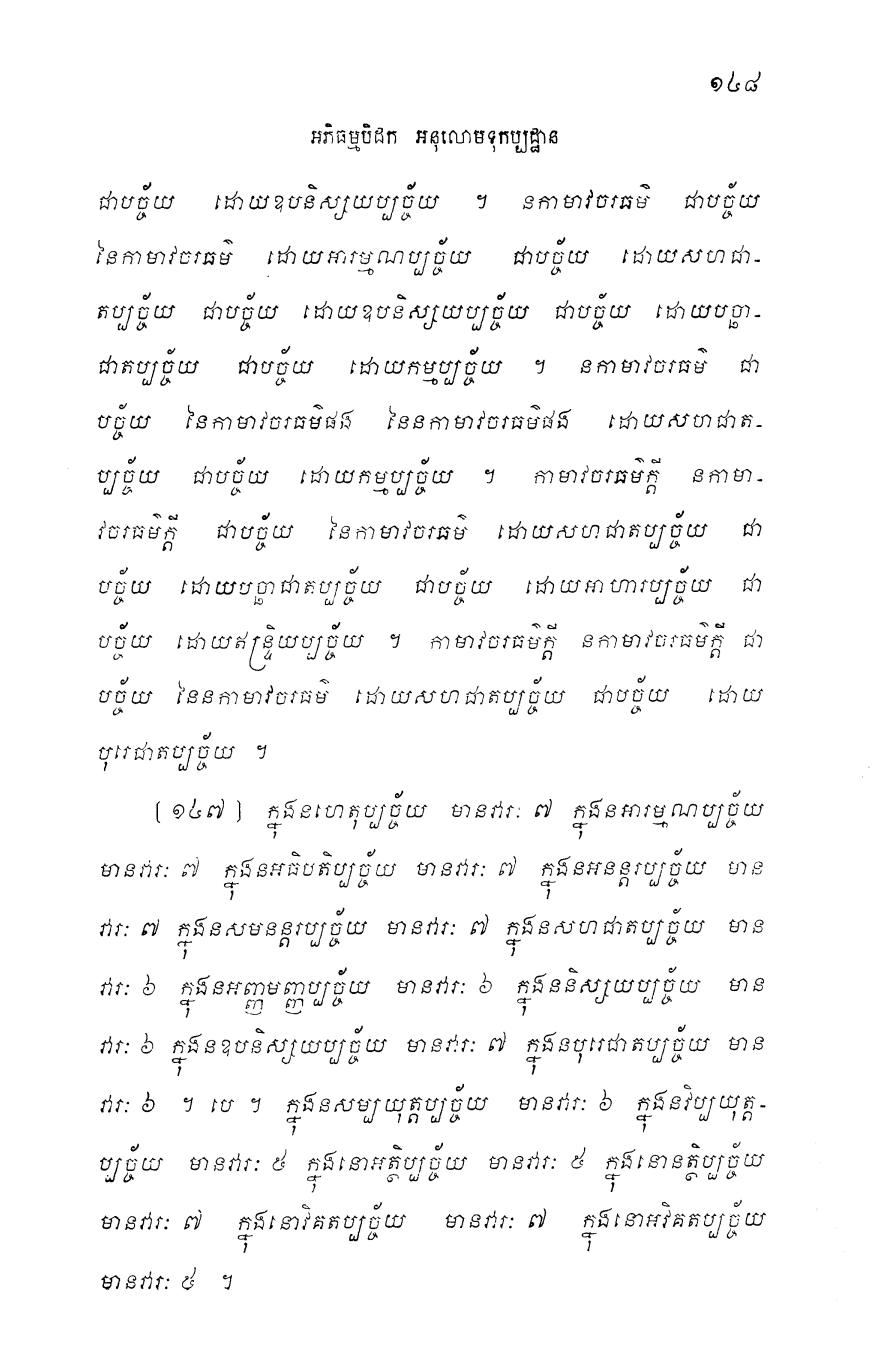 ១៤៨
អភិធម្មបិដក អនុលោមទុកប្បដ្ឋាន
ជាបច្ច័យ ដោយឧបនិស្សយប្បច្ច័យ ។ នកាមាវចរធម៌ ជាបច្ច័យ
នៃកាមាវចរធម៌ ដោយអារម្មណប្បច្ច័យ ជាបច្ច័យ ដោយសហជា-
តប្បច្ច័យ ជាបច្ច័យ ដោយឧបនិស្សយប្បច្ច័យ ជាបច្ច័យ ដោយបច្ឆា-
ជាតប្បច្ច័យ ជាបច្ច័យ ដោយកម្មប្បច្ច័យ ។ នកាមាវចរធម៌ ជា
បច្ច័យ នៃកាមាវចរធម៌ផង នៃនកាមាវចរធម៌ផង ដោយសហជាត-
ប្បច្ច័យ ជាបច្ច័យ ដោយកម្មប្បច្ច័យ ។ កាមាវចរធម៌ក្តី នកាមា-
វចរធម៌ក្តី ជាបច្ច័យ នៃកាមាវចរធម៌ ដោយសហជាតប្បច្ច័យ ជា
បច្ច័យ ដោយបច្ឆាជាតប្បច្ច័យ ជាបច្ច័យ ដោយអាហារប្បច្ច័យ ជា
បច្ច័យ ដោយឥន្ទ្រិយប្បច្ច័យ ។ កាមាវចរធម៌ក្តី នកាមាវចរធម៌ក្តី ជា
បច្ច័យ នៃនកាមាវចរធម៌ ដោយសហជាតប្បច្ច័យ ជាបច្ច័យ ដោយ
បុរេជាតប្បច្ច័យ ។
[១៤៧] ក្នុងនហេតុប្បច្ច័យ មានវារៈ ៧ ក្នុងនអារម្មណប្បច្ច័យ
មានវារៈ ៧ ក្នុងនអធិបតិប្បច្ច័យ មានវារៈ ៧ ក្នុងនអនន្តរប្បច្ច័យ មាន
វារៈ ៧ ក្នុងនសមនន្តរប្បច្ច័យ មានវារៈ ៧ ក្នុងនសហជាតប្បច្ច័យ មាន
វារៈ ៦ ក្នុងនអញ្ញមញ្ញប្បច្ច័យ មានវារៈ ៦ ក្នុងននិស្សយប្បច្ច័យ មាន
វារៈ ៦ ក្នុងនឧបនិស្សយប្បច្ច័យ មានវារៈ ៧ ក្នុងនបុរេជាតប្បច្ច័យ មាន
វារៈ ៦ ។ បេ ។ ក្នុងនសម្បយុត្តប្បច្ច័យ មានវារៈ ៦ ក្នុងនវិប្បយុត្ត-
ប្បច្ច័យ មានវារៈ ៥ ក្នុងនោអត្ថិប្បច្ច័យ មានវារៈ ៥ ក្នុងនោនត្ថិប្បច្ច័យ
មានវារៈ ៧ ក្នុងនោវិគតប្បច្ច័យ មានវារៈ ៧ ក្នុងនោអវិគតប្បច្ច័យ
មានវារៈ ៥ ។